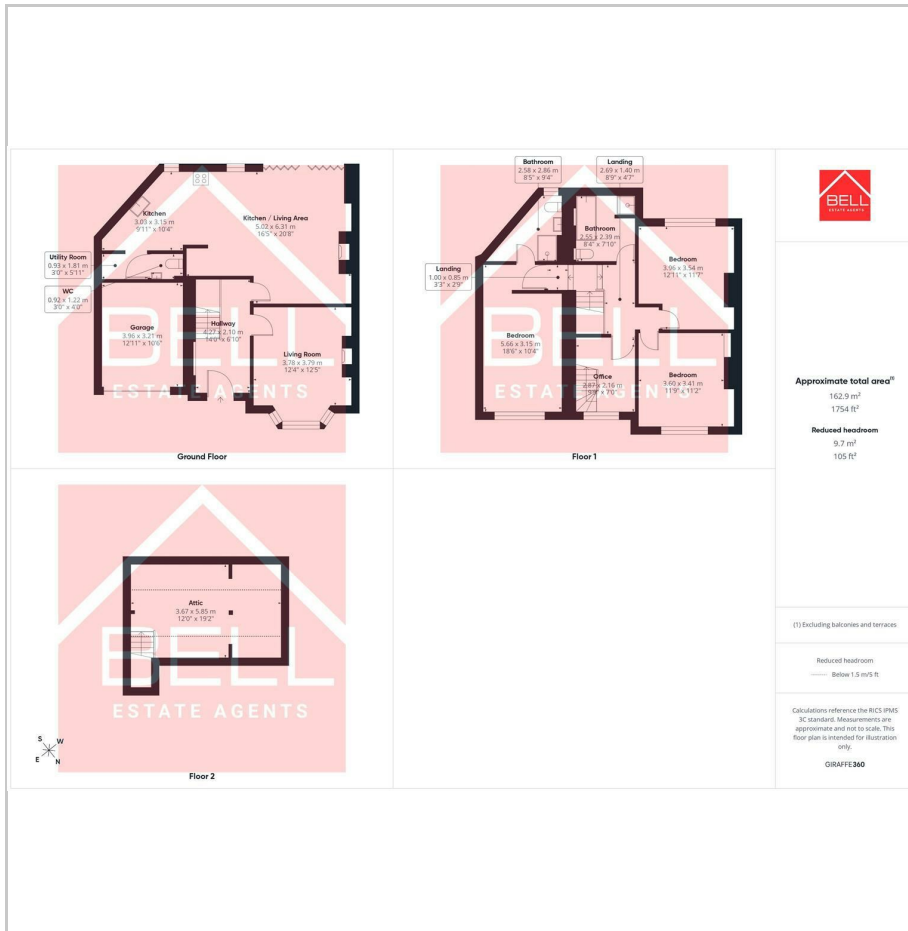 Kitchen
3.03 x 3.15 m
9'11" x 10'4"
Kitchen / Living Area
5.02 x 6.31 m
16'5" x 20'8"
Utility Room
0.93 x 1.81 m
3'0" x 5'11"
WC
0.92 x 1.22 m
3'0" x 4'0"
Garage
3.96 x 3.21 m
12'11" x 10'6"
Hallway
4.27 x 2.10 m
14'0" x 6'10"
Living Room
3.78 x 3.79 m
12'4" x 12'5"
BELL
ESTATE AGENTS
Ground Floor
Bathroom
2.58 x 2.86 m
8'5" x 9'4"
Landing
2.69 x 1.40 m
8'9" x 4'7"
Bathroom
2.55 x 2.39 m
8'4" x 7'10"
Landing
1.00 x 0.85 m
3'3" x 2'9"
Bedroom
3.96 x 3.54 m
12'11" x 11'7"
Bedroom
5.66 x 3.15 m
18'6" x 10'4"
Office
2.87 x 2.16 m
x 7'0"
Bedroom
3.60 x 3.41 m
11'9" x 11'2"
BELL
ESTATE AGENTS
Floor 1
Attic
3.67 x 5.85 m
12'0" x 19'2"
BELL
ESTATE AGENTS
S
W
E
N
Floor 2
BELL
ESTATE AGENTS
Approximate total area(1)
162.9 m²
1754 ft²
Reduced headroom
9.7 m²
105 ft²
(1) Excluding balconies and terraces
Reduced headroom
Below 1.5 m/5 ft
Calculations reference the RICS IPMS
3C standard. Measurements are
approximate and not to scale. This
floor plan is intended for illustration
only.
GIRAFFE360